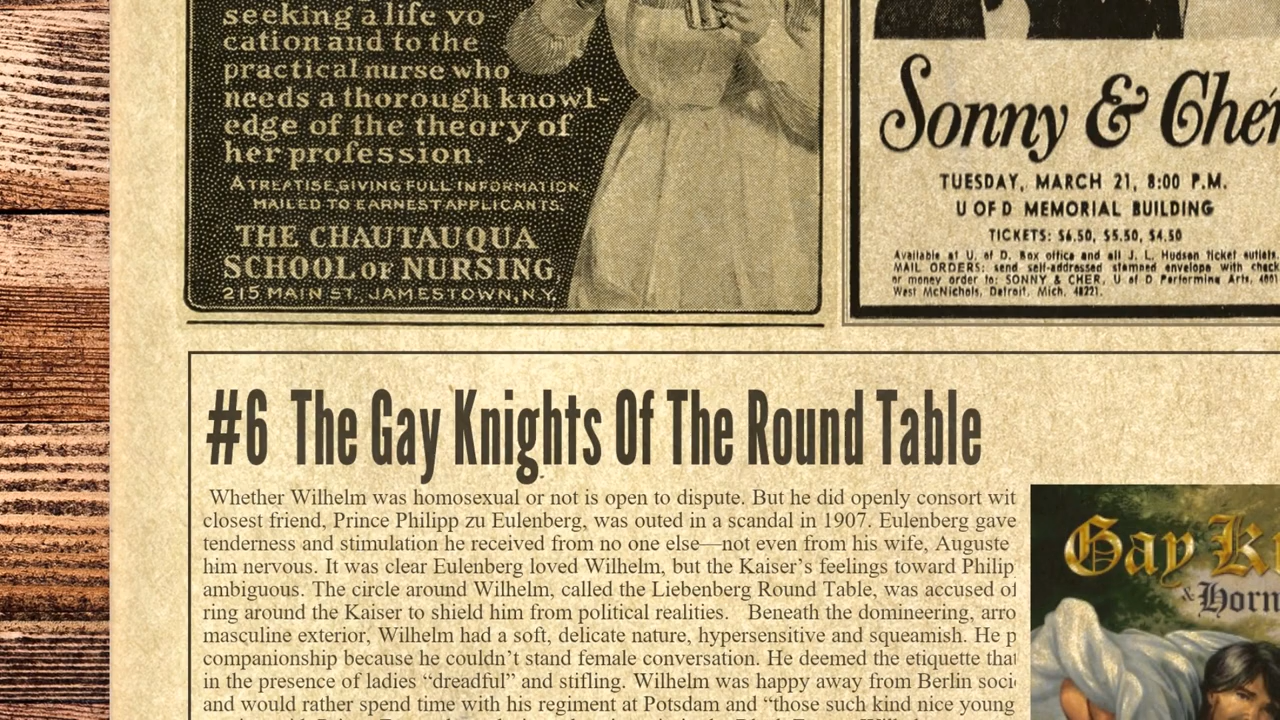 seeking a life vo-
cation and to the
practical nurse who
needs a thorough knowl-
edge of the theory of
her profession.
A TREATISE GIVING FULL INFORMATION
MAILED TO EARNEST APPLICANTS.
THE CHAUTAUQUA
SCHOOL OF NURSING,
215 MAIN ST. JAMESTOWN, N.Y.
Sonny & Chér
TUESDAY, MARCH 21, 8:00 P.M.
U OF D MEMORIAL BUILDING
TICKETS: $6.50, $5.50, $4.50
Available at U. of D. Box office and all J. L. Hudson ticket outlets.
MAIL ORDERS: send self-addressed stamped envelope with check
or money order to: SONNY & CHER, U of D Performing Arts, 4001
West McNichols, Detroit, Mich. 48221.
#6 The Gay Knights Of The Round Table
Whether Wilhelm was homosexual or not is open to dispute. But he did openly consort wit
closest friend, Prince Philipp zu Eulenberg, was outed in a scandal in 1907. Eulenberg gave
tenderness and stimulation he received from no one else—not even from his wife, Auguste
him nervous. It was clear Eulenberg loved Wilhelm, but the Kaiser’s feelings toward Philip
ambiguous. The circle around Wilhelm, called the Liebenberg Round Table, was accused of
ring around the Kaiser to shield him from political realities. Beneath the domineering, arro
masculine exterior, Wilhelm had a soft, delicate nature, hypersensitive and squeamish. He p
companionship because he couldn’t stand female conversation. He deemed the etiquette that
in the presence of ladies “dreadful” and stifling. Wilhelm was happy away from Berlin soci
and would rather spend time with his regiment at Potsdam and “those such kind nice young
Gay K
& Horn